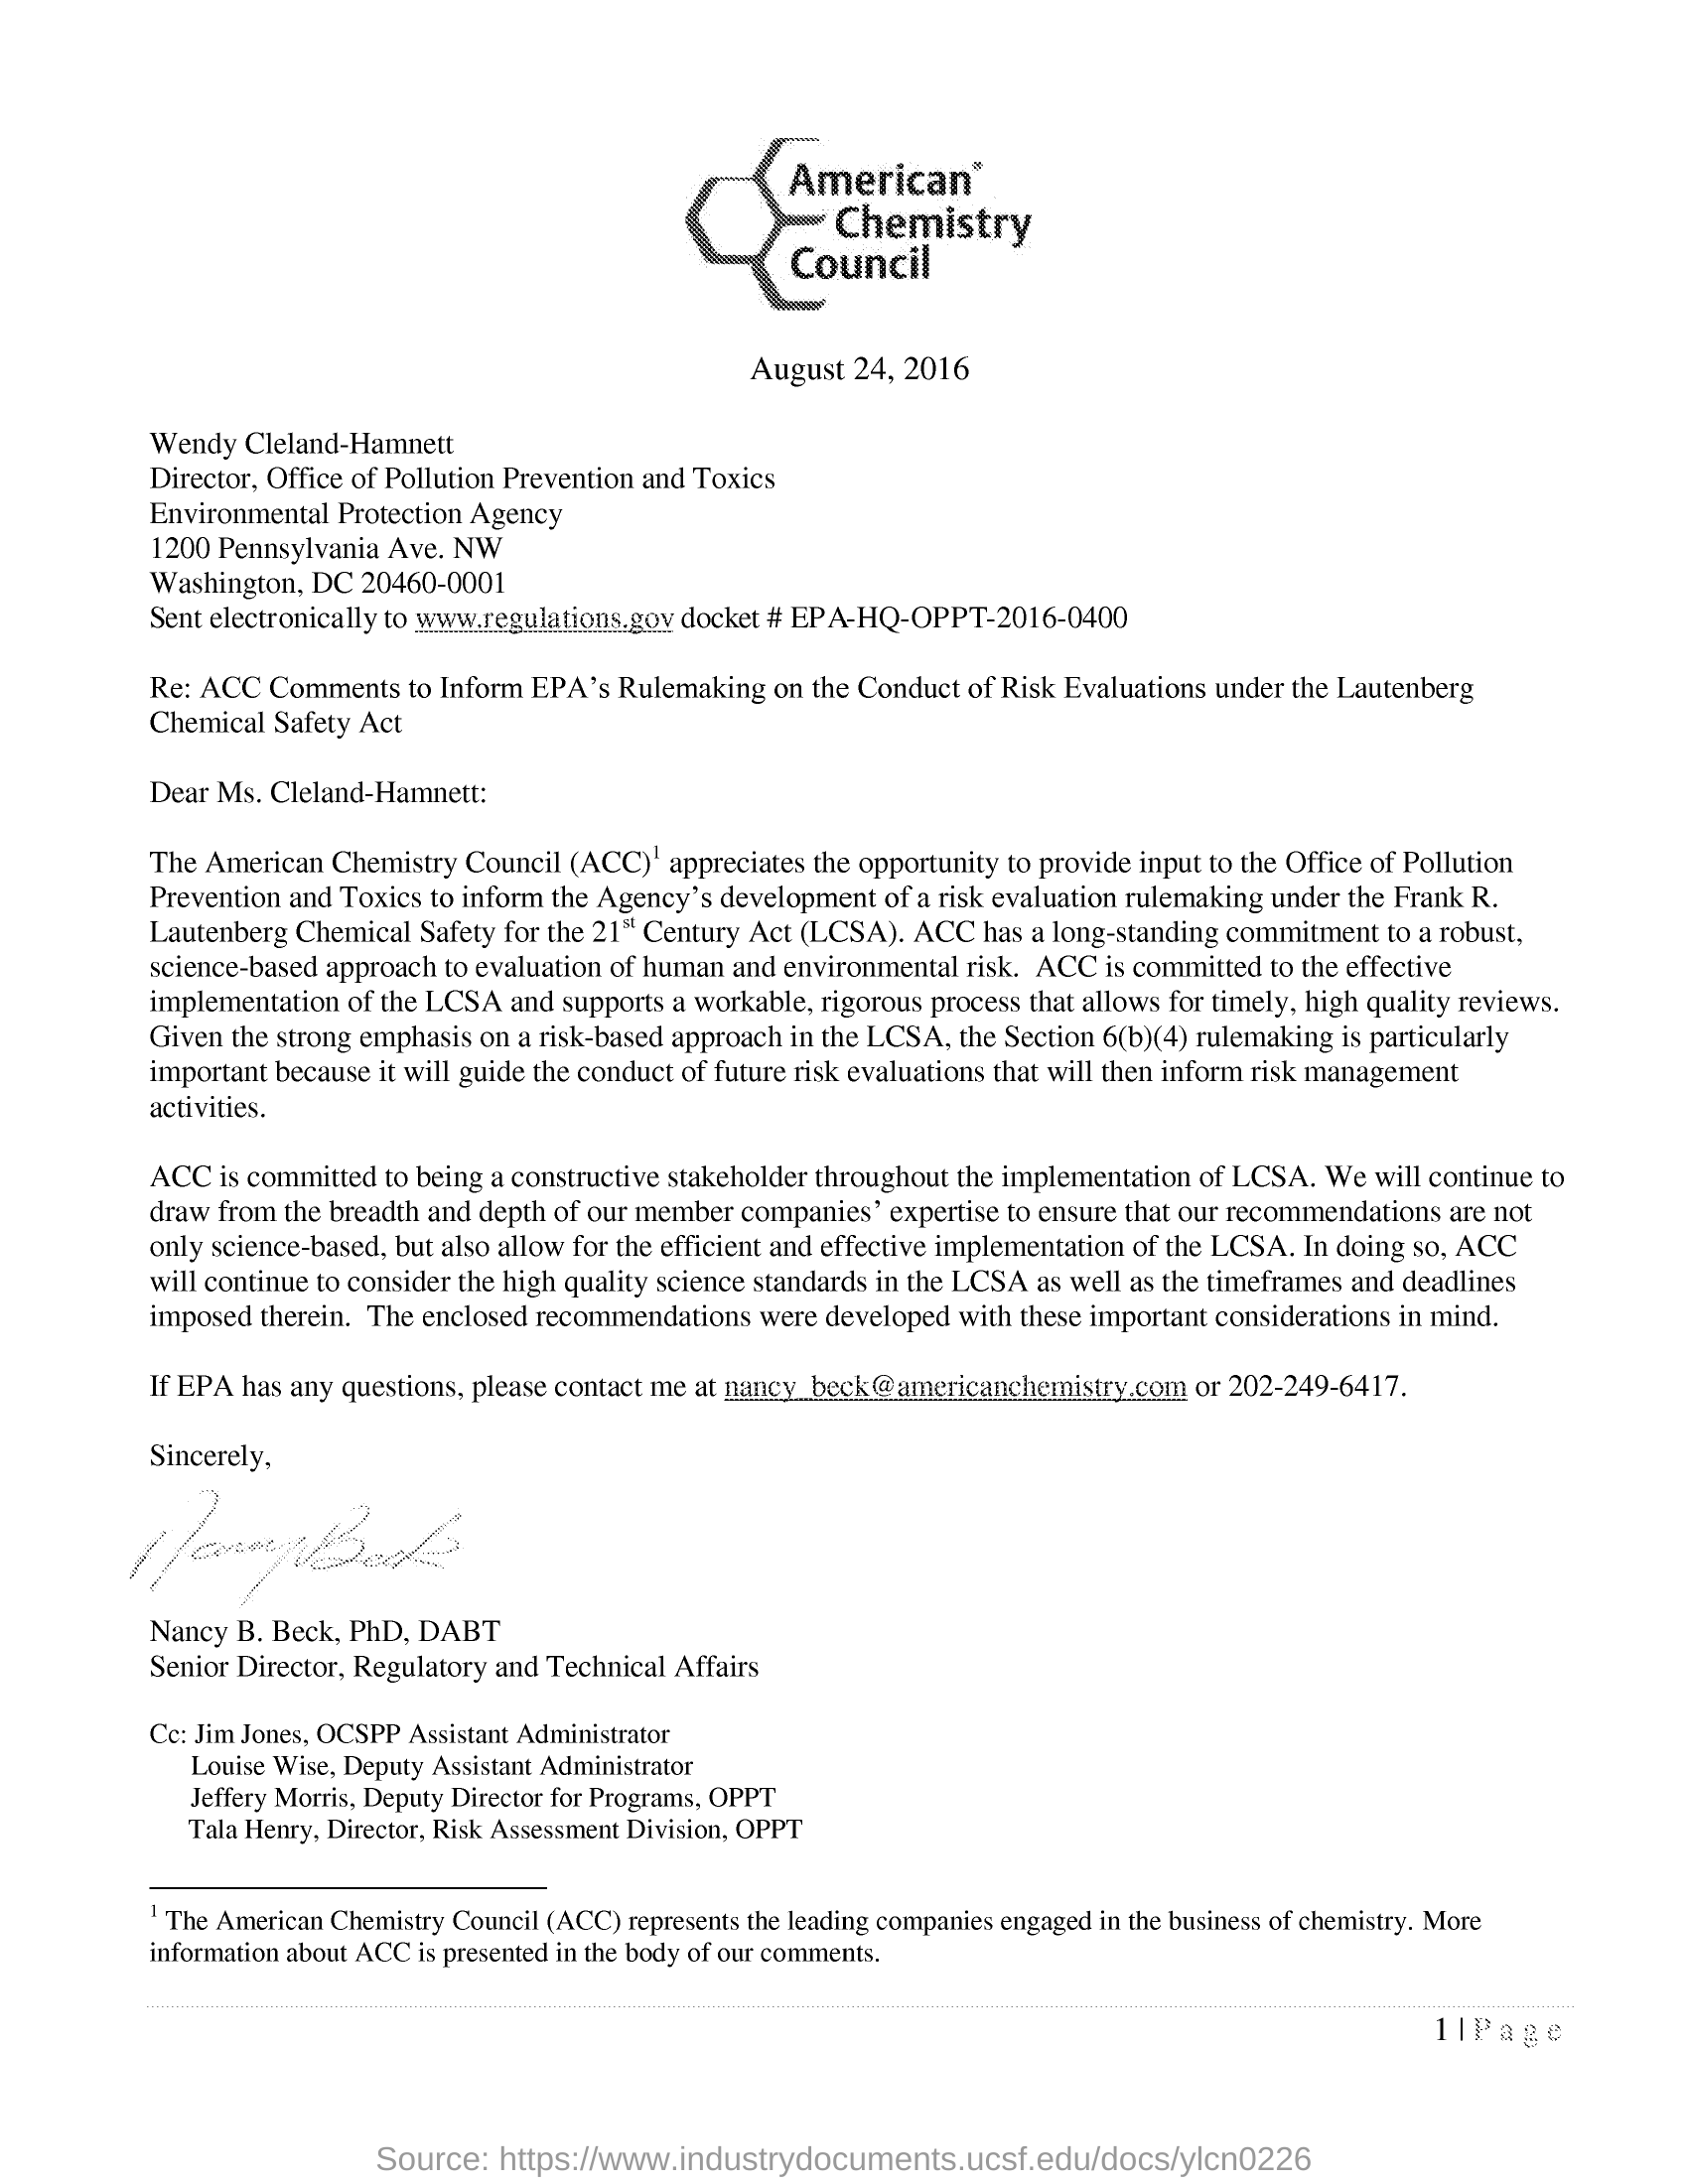 American
Chemistry
Council
August 24, 2016
Wendy Cleland-Hamnett
Director, Office of Pollution Prevention and Toxics
Environmental Protection Agency
1200 Pennsylvania Ave. NW
Washington, DC 20460-0001
Sent electronically to www.regulations.gov docket # EPA-HQ-OPPT-2016-0400
Re: ACC Comments to Inform EPA’s Rulemaking on the Conduct of Risk Evaluations under the Lautenberg
Chemical Safety Act
Dear Ms. Cleland-Hamnett:
The American Chemistry Council (ACC)1 appreciates the opportunity to provide input to the Office of Pollution
Prevention and Toxics to inform the Agency’s development of a risk evaluation rulemaking under the Frank R.
Lautenberg Chemical Safety for the 21st Century Act (LCSA). ACC has a long-standing commitment to a robust,
science-based approach to evaluation of human and environmental risk. ACC is committed to the effective
implementation of the LCSA and supports a workable, rigorous process that allows for timely, high quality reviews.
Given the strong emphasis on a risk-based approach in the LCSA, the Section 6(b)(4) rulemaking is particularly
important because it will guide the conduct of future risk evaluations that will then inform risk management
activities.
ACC is committed to being a constructive stakeholder throughout the implementation of LCSA. We will continue to
draw from the breadth and depth of our member companies’ expertise to ensure that our recommendations are not
only science-based, but also allow for the efficient and effective implementation of the LCSA. In doing so, ACC
will continue to consider the high quality science standards in the LCSA as well as the timeframes and deadlines
imposed therein. The enclosed recommendations were developed with these important considerations in mind.
If EPA has any questions, please contact me at nancy_beck@americanchemistry.com or 202-249-6417.
Sincerely,
Nancy Beck
Nancy B. Beck, PhD, DABT
Senior Director, Regulatory and Technical Affairs
Cc: Jim Jones, OCSPP Assistant Administrator
Louise Wise, Deputy Assistant Administrator
Jeffery Morris, Deputy Director for Programs, OPPT
Tala Henry, Director, Risk Assessment Division, OPPT
1 The American Chemistry Council (ACC) represents the leading companies engaged in the business of chemistry. More
information about ACC is presented in the body of our comments.
1 | Page
Source: https://www.industrydocuments.ucsf.edu/docs/ylcn0226